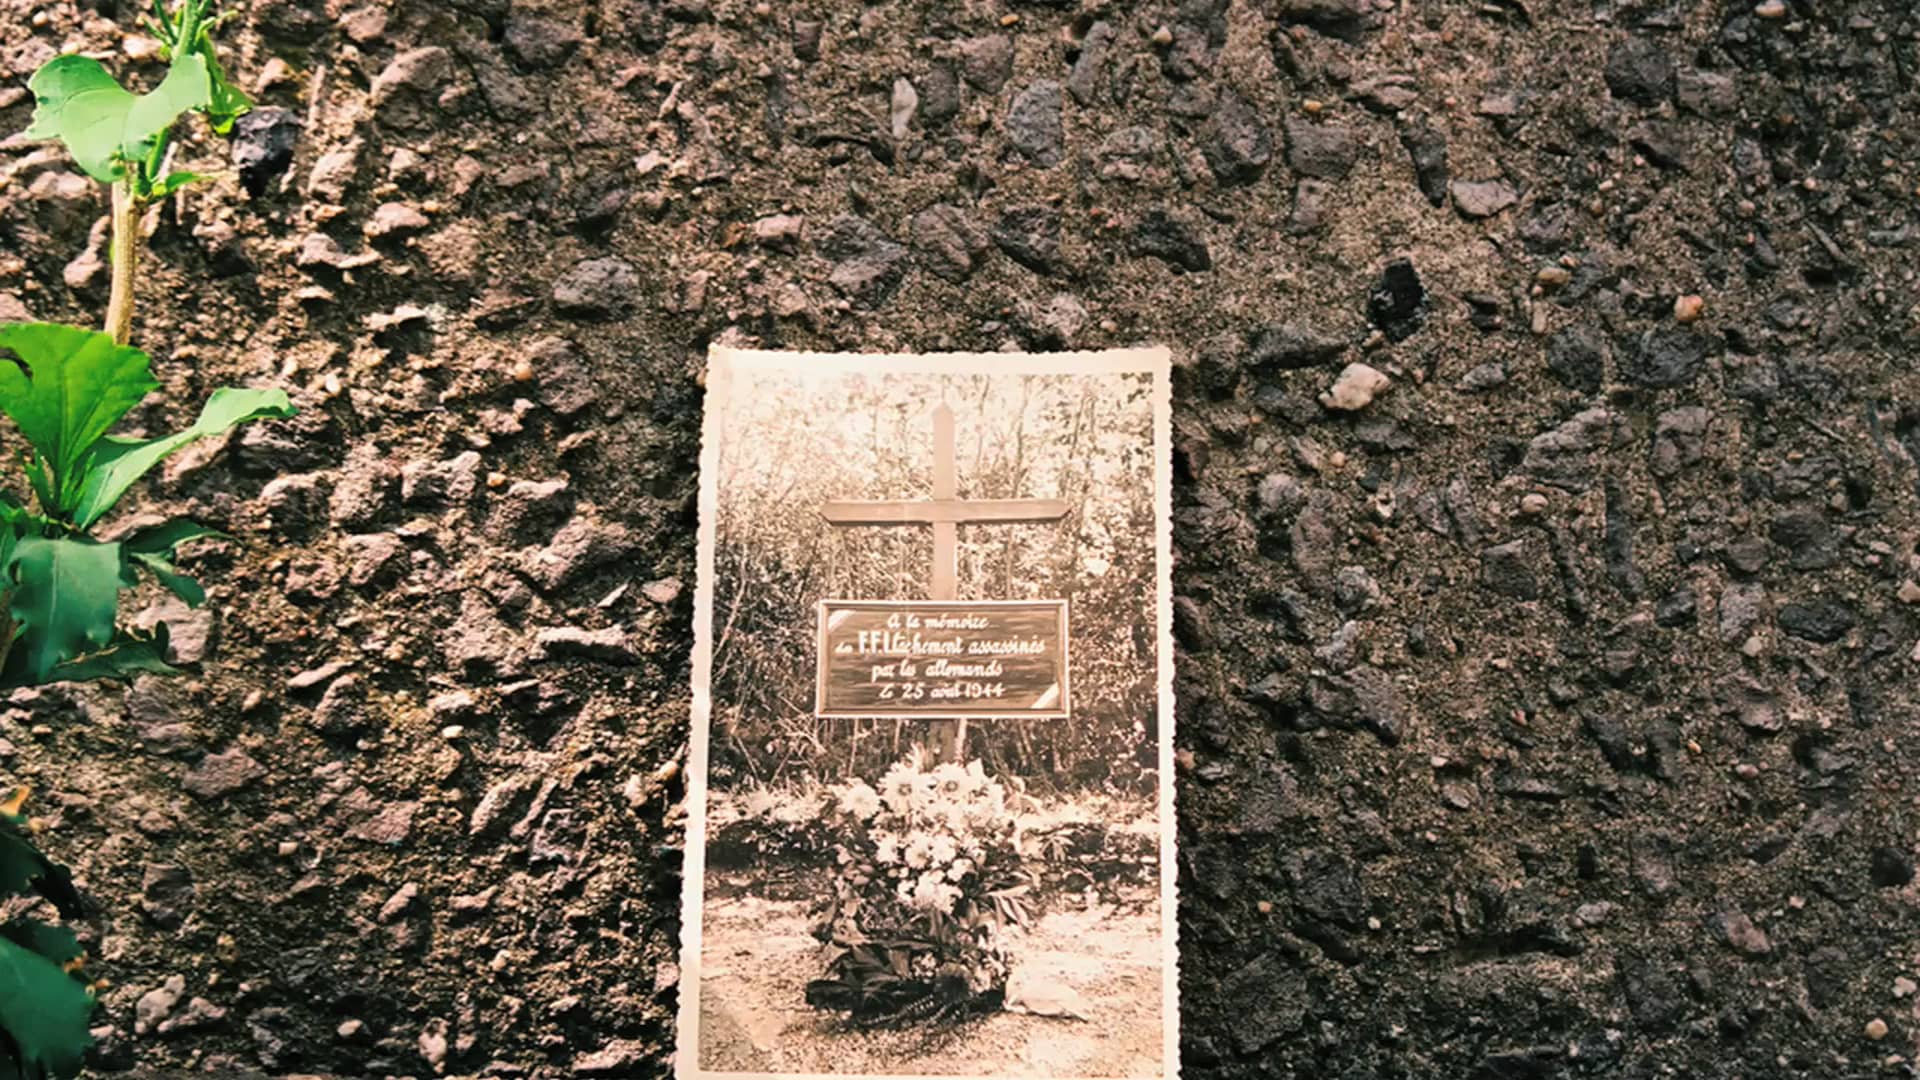 A la mémoire
des F.F.I. lâchement assassinés
par les allemands
le 25 août 1944